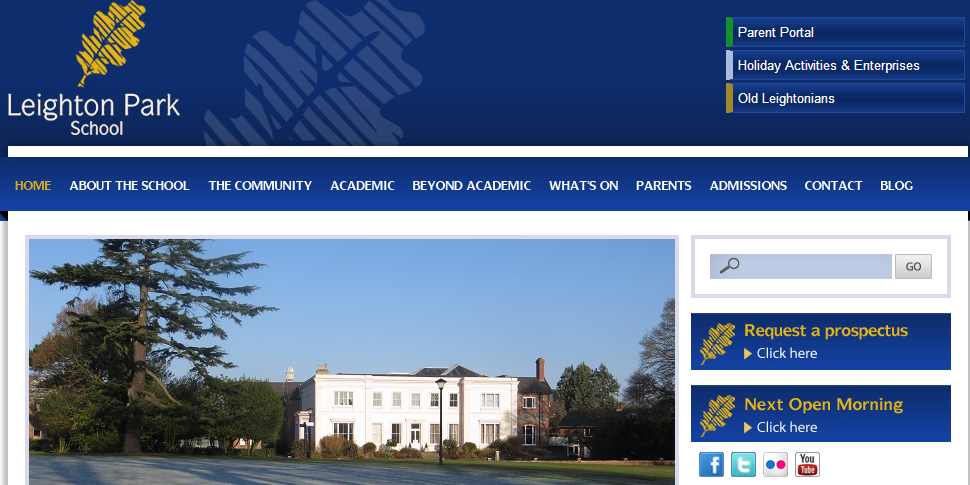 Leighton Park
School
Parent Portal
Holiday Activities & Enterprises
Old Leightonians
HOME ABOUT THE SCHOOL THE COMMUNITY ACADEMIC BEYOND ACADEMIC WHAT'S ON PARENTS ADMISSIONS CONTACT BLOG
GO
Request a prospectus
Click here
Next Open Morning
Click here
f t You
Tube